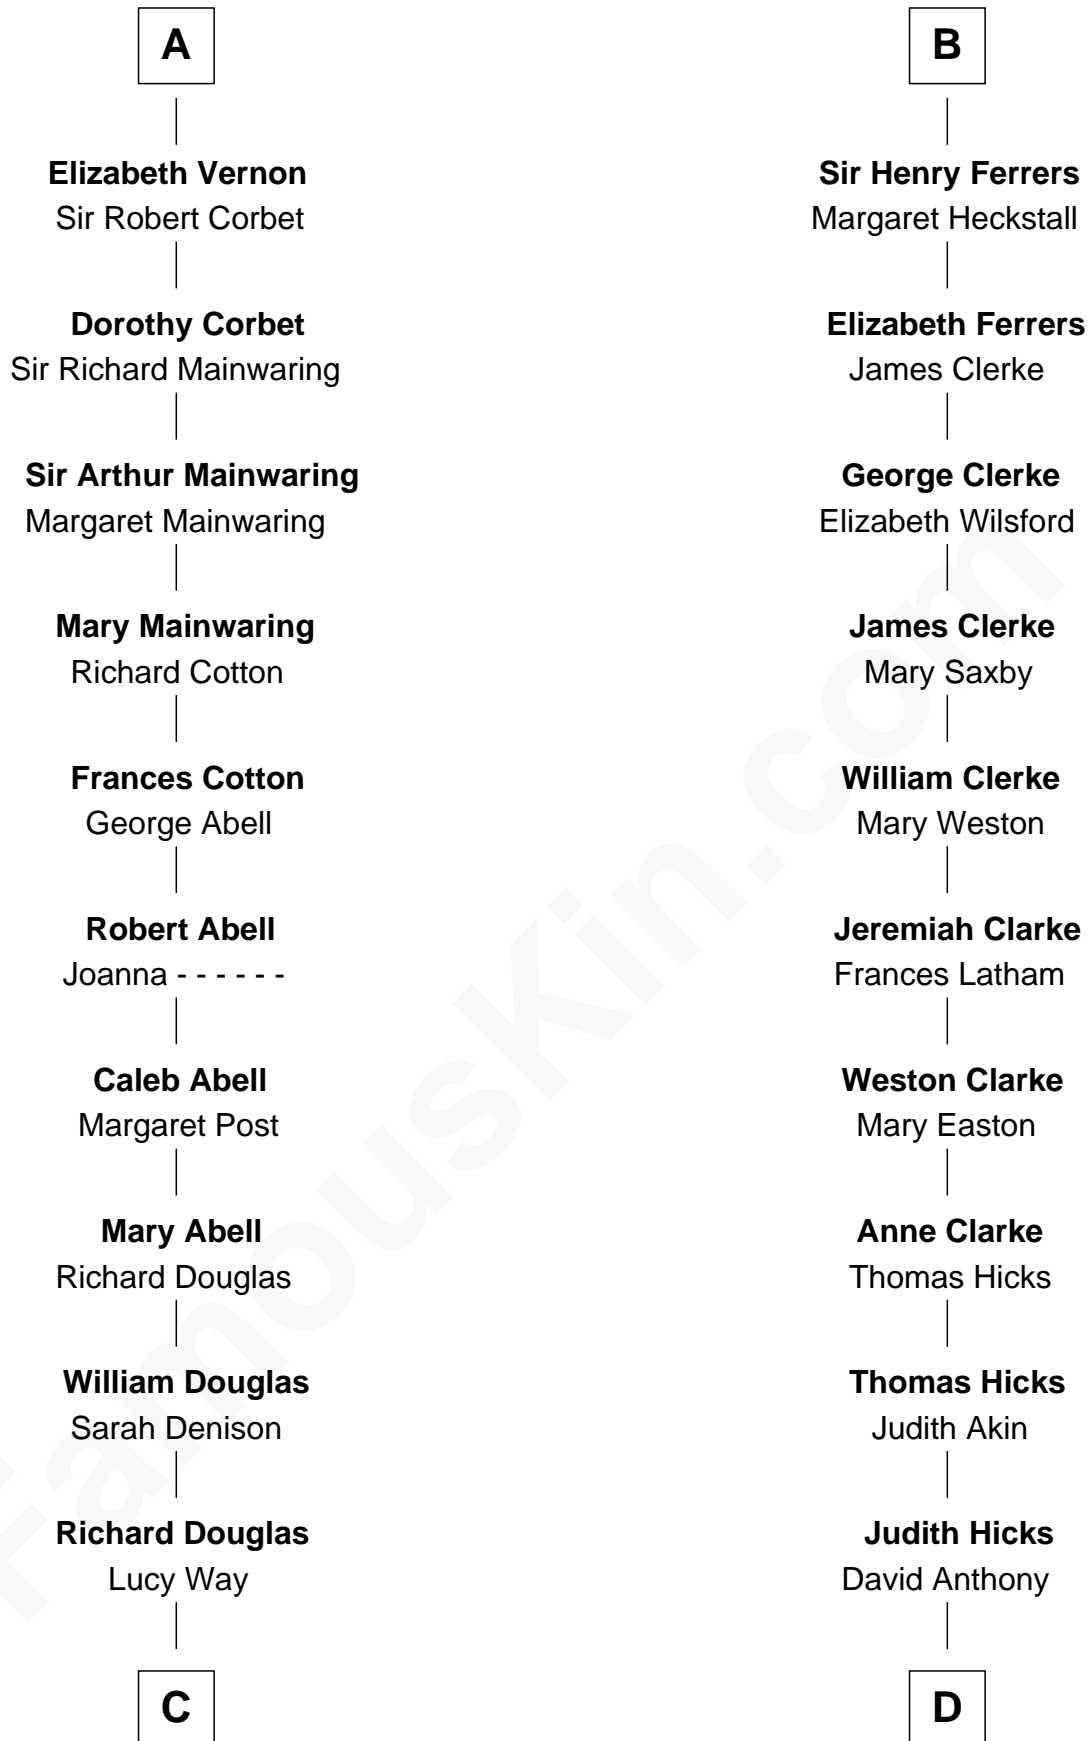 A
Elizabeth Vernon
Sir Robert Corbet
Dorothy Corbet
Sir Richard Mainwaring
Sir Arthur Mainwaring
Margaret Mainwaring
Mary Mainwaring
Richard Cotton
Frances Cotton
George Abell
Robert Abell
Joanna - - - - - -
Caleb Abell
Margaret Post
Mary Abell
Richard Douglas
William Douglas
Sarah Denison
Richard Douglas
Lucy Way
C
B
Sir Henry Ferrers
Margaret Heckstall
Elizabeth Ferrers
James Clerke
George Clerke
Elizabeth Wilsford
James Clerke
Mary Saxby
William Clerke
Mary Weston
Jeremiah Clarke
Frances Latham
Weston Clarke
Mary Easton
Anne Clarke
Thomas Hicks
Thomas Hicks
Judith Akin
Judith Hicks
David Anthony
D
FamousKin.com